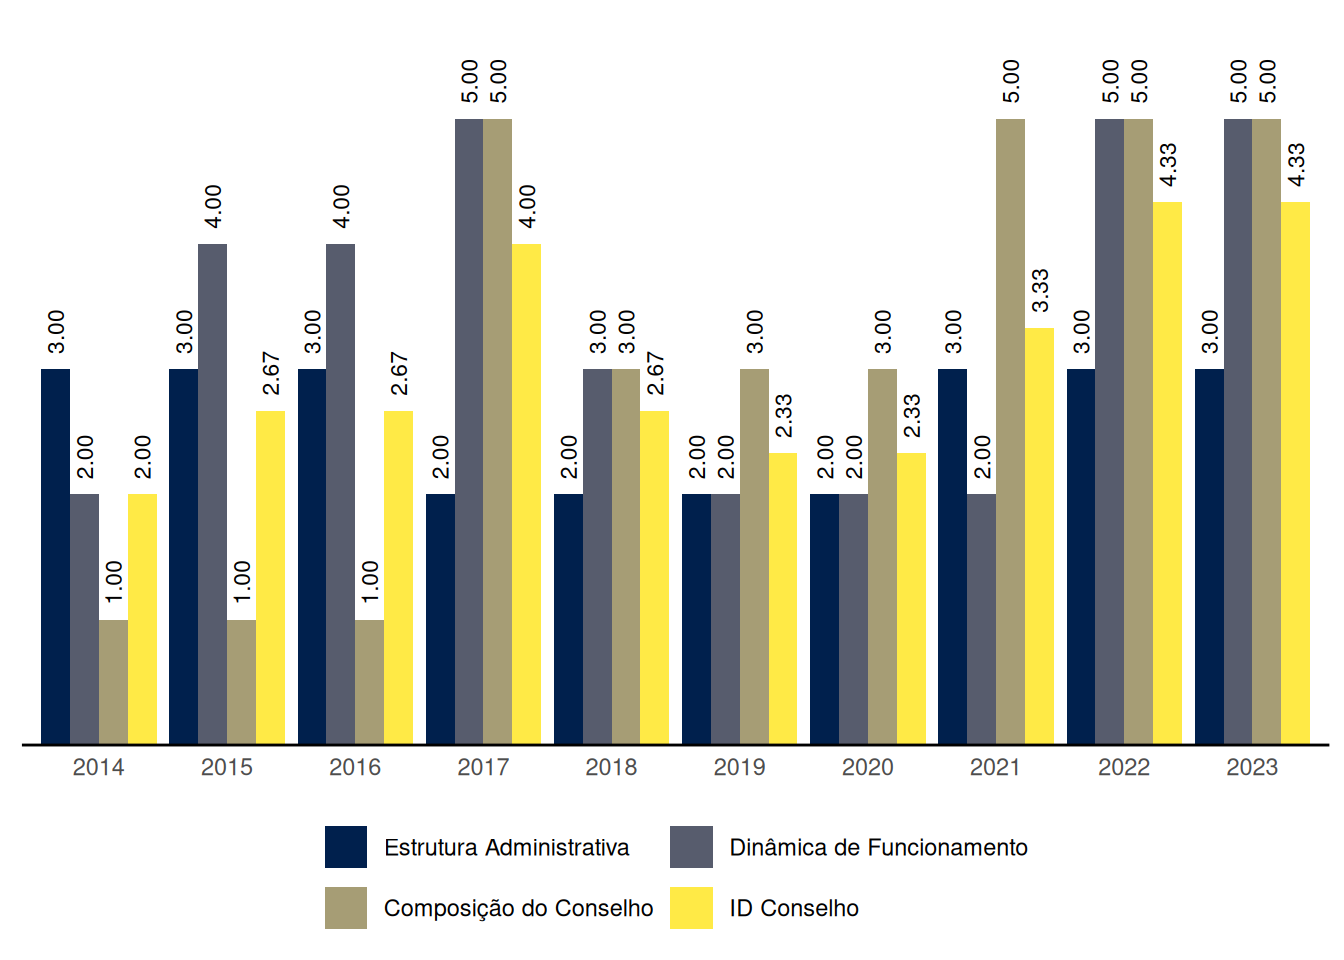 3.00 2.00 1.00 2.00
3.00 4.00 1.00 2.67
3.00 4.00 1.00 2.67
2.00 5.00 5.00 4.00
2.00 3.00 3.00 2.67
2.00 2.00 3.00 2.33
2.00 2.00 3.00 2.33
3.00 2.00 5.00 3.33
3.00 5.00 5.00 4.33
3.00 5.00 5.00 4.33
2014 2015 2016 2017 2018 2019 2020 2021 2022 2023
Estrutura Administrativa Dinâmica de Funcionamento
Composição do Conselho ID Conselho